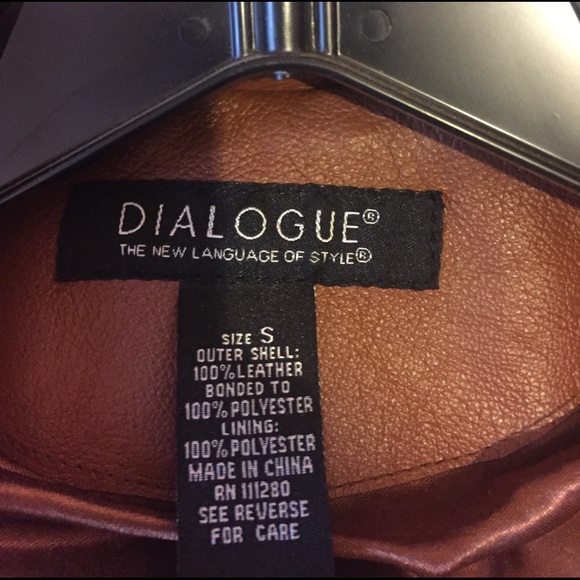 DIALOGUE®
THE NEW LANGUAGE OF STYLE®
SIZE S
OUTER SHELL:
100% LEATHER
BONDED TO
100% POLYESTER
LINING:
100% POLYESTER
MADE IN CHINA
RN 111280
SEE REVERSE
FOR CARE